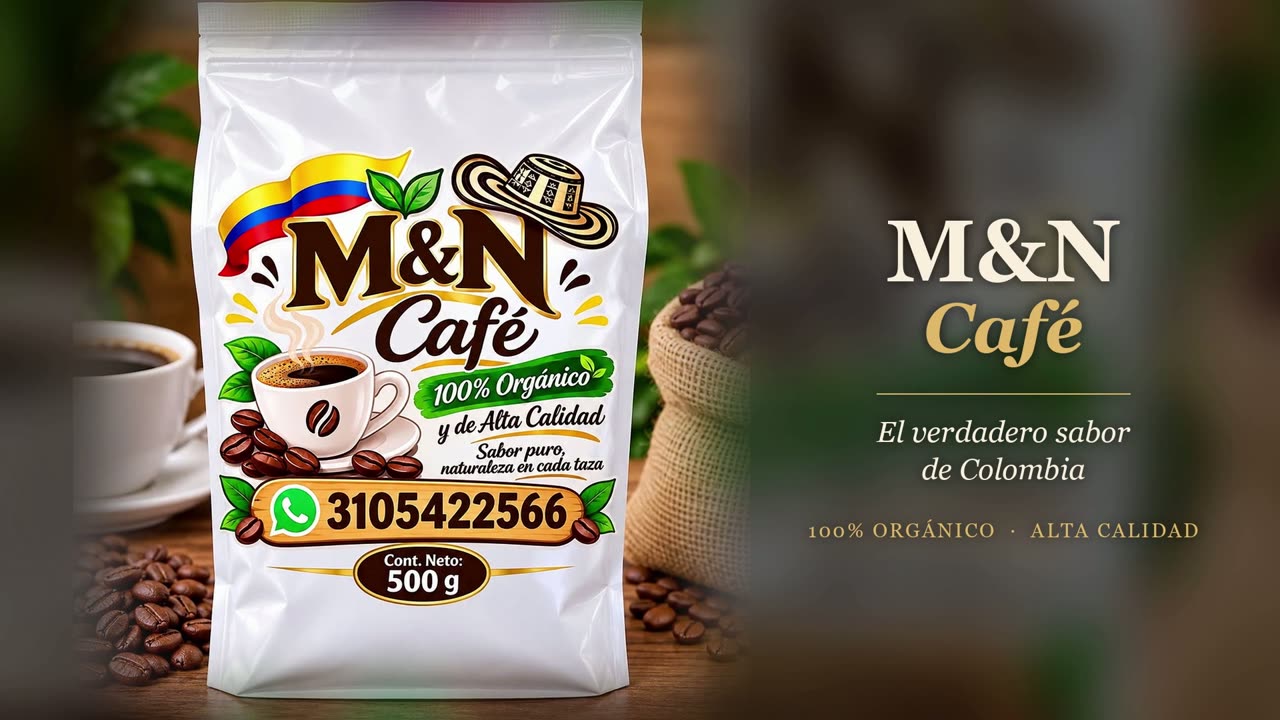 M&N
Café
100% Orgánico
y de Alta Calidad
Sabor puro,
naturaleza en cada taza
3105422566
Cont. Neto:
500 g
M&N
Café
El verdadero sabor
de Colombia
100% ORGÁNICO · ALTA CALIDAD